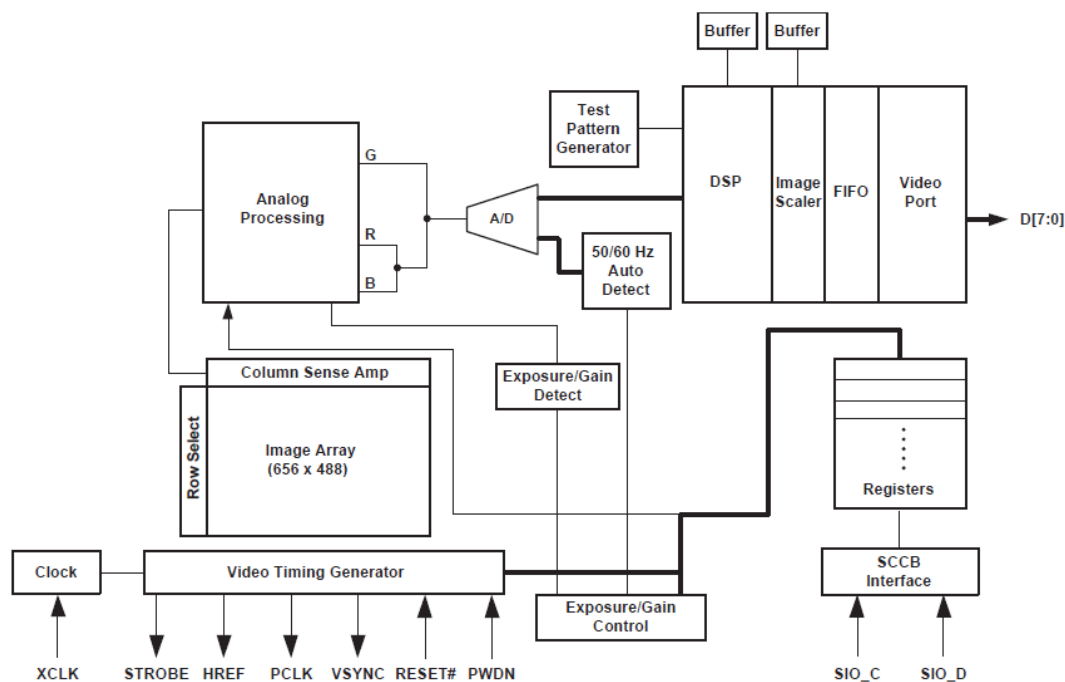 Buffer
Buffer
Test
Pattern
Generator
DSP
Image
Scaler
FIFO
Video
Port
D[7:0]
Analog
Processing
G
R
B
A/D
50/60 Hz
Auto
Detect
Column Sense Amp
Row Select
Image Array
(656 x 488)
Exposure/Gain
Detect
Registers
Clock
Video Timing Generator
Exposure/Gain
Control
SCCB
Interface
XCLK
STROBE
HREF
PCLK
VSYNC
RESET#
PWDN
SIO_C
SIO_D